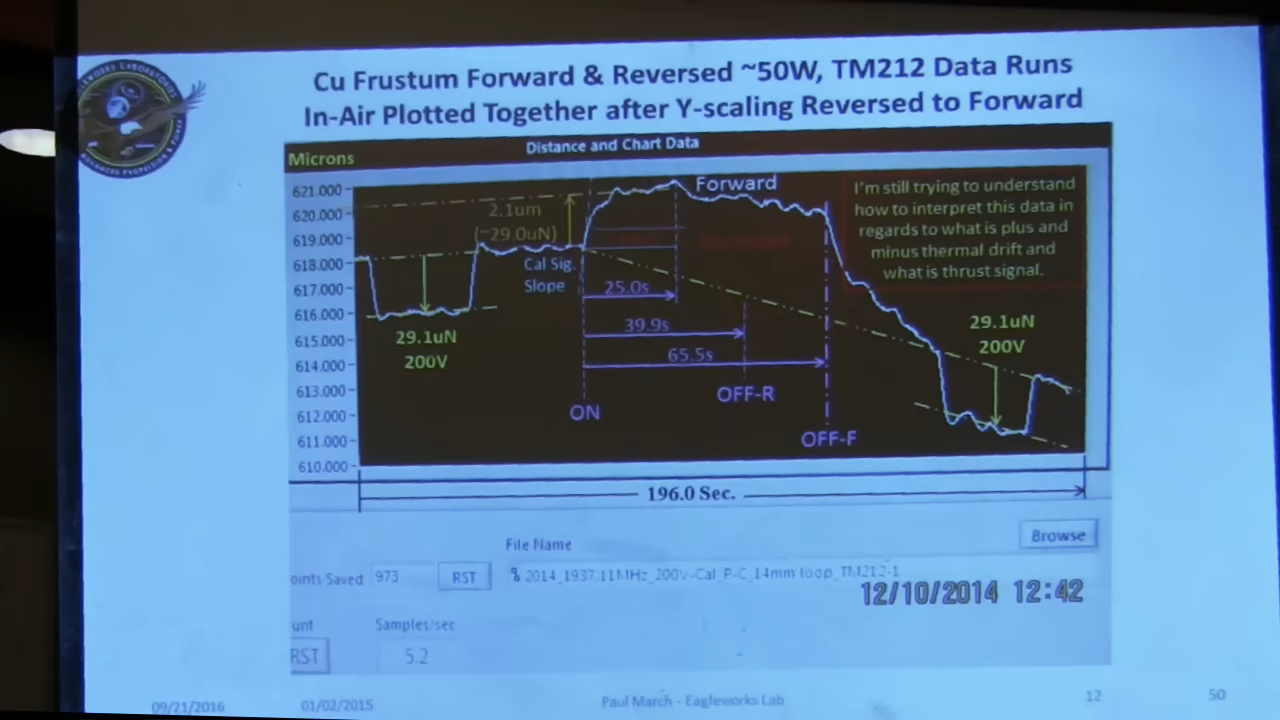 Cu Frustum Forward & Reversed ~50W, TM212 Data Runs
In-Air Plotted Together after Y-scaling Reversed to Forward
Distance and Chart Data
Microns
621.000
620.000
619.000
618.000
617.000
616.000
615.000
614.000
613.000
612.000
611.000
610.000
2.1um
(~29.0uN)
Forward
I'm still trying to understand
how to interpret this data in
regards to what is plus and
minus thermal drift and
what is thrust signal.
Cal Sig.
Slope
25.0s
39.9s
65.5s
29.1uN
200V
29.1uN
200V
ON
OFF-R
OFF-F
196.0 Sec.
File Name
Browse
oints Saved 973 RST
2014_1937.11MHz_200V-Cal_P-C_14mm loop_TM212-1
12/10/2014 12:42
unt
Samples/sec
RST
5.2
09/21/2016
01/02/2015
Paul March - Eagleworks Lab
12
50